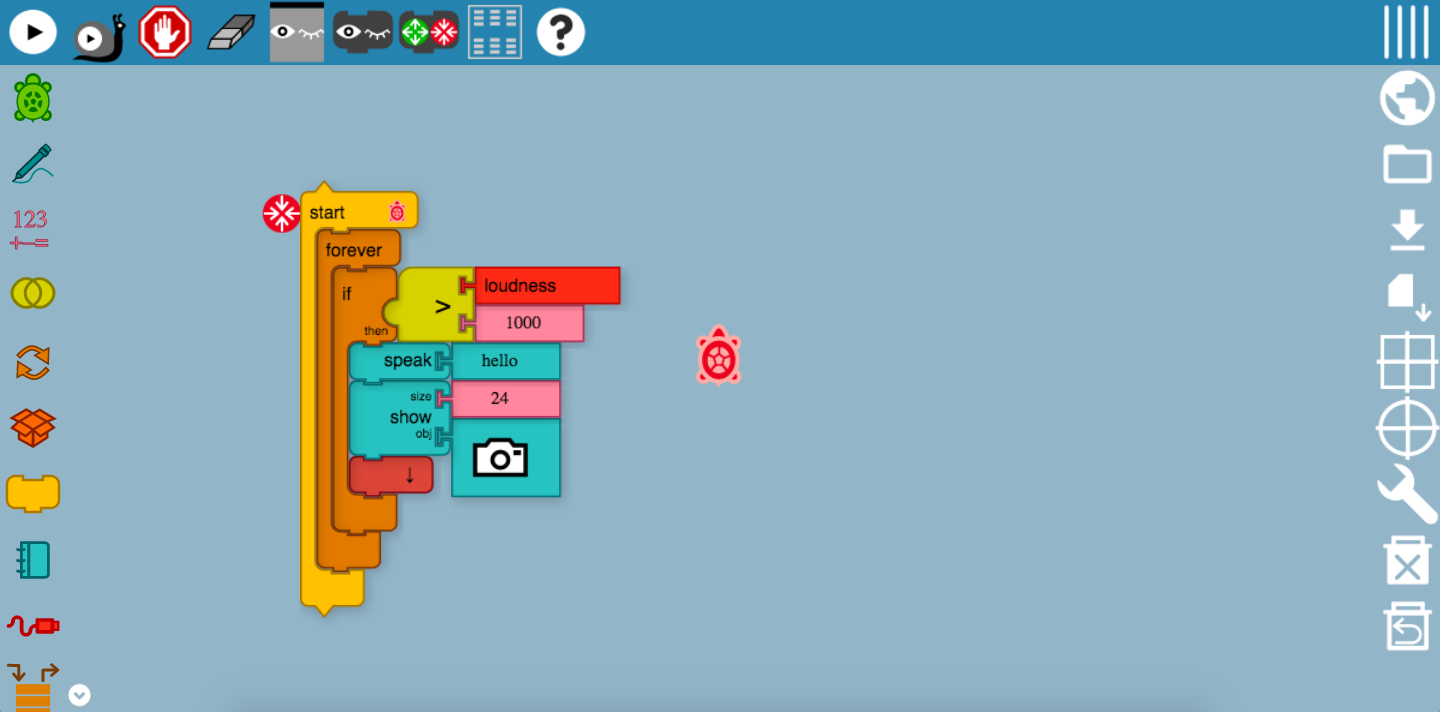 ?
123
+−=
start
forever
if
then
>
loudness
1000
speak
hello
size
24
show
obj
↓